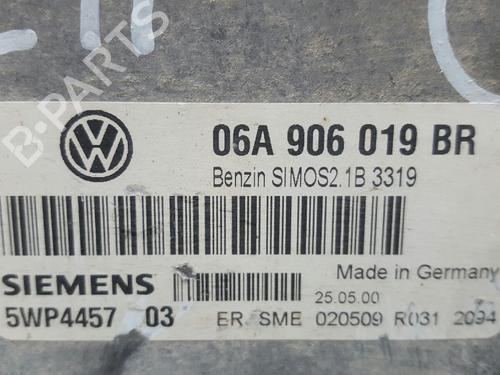 06A 906 019 BR
Benzin SIMOS2.1B 3319
Made in Germany
SIEMENS
25.05.00
5WP4457 03
ER SME 020509 R031 2094
B-PARTS